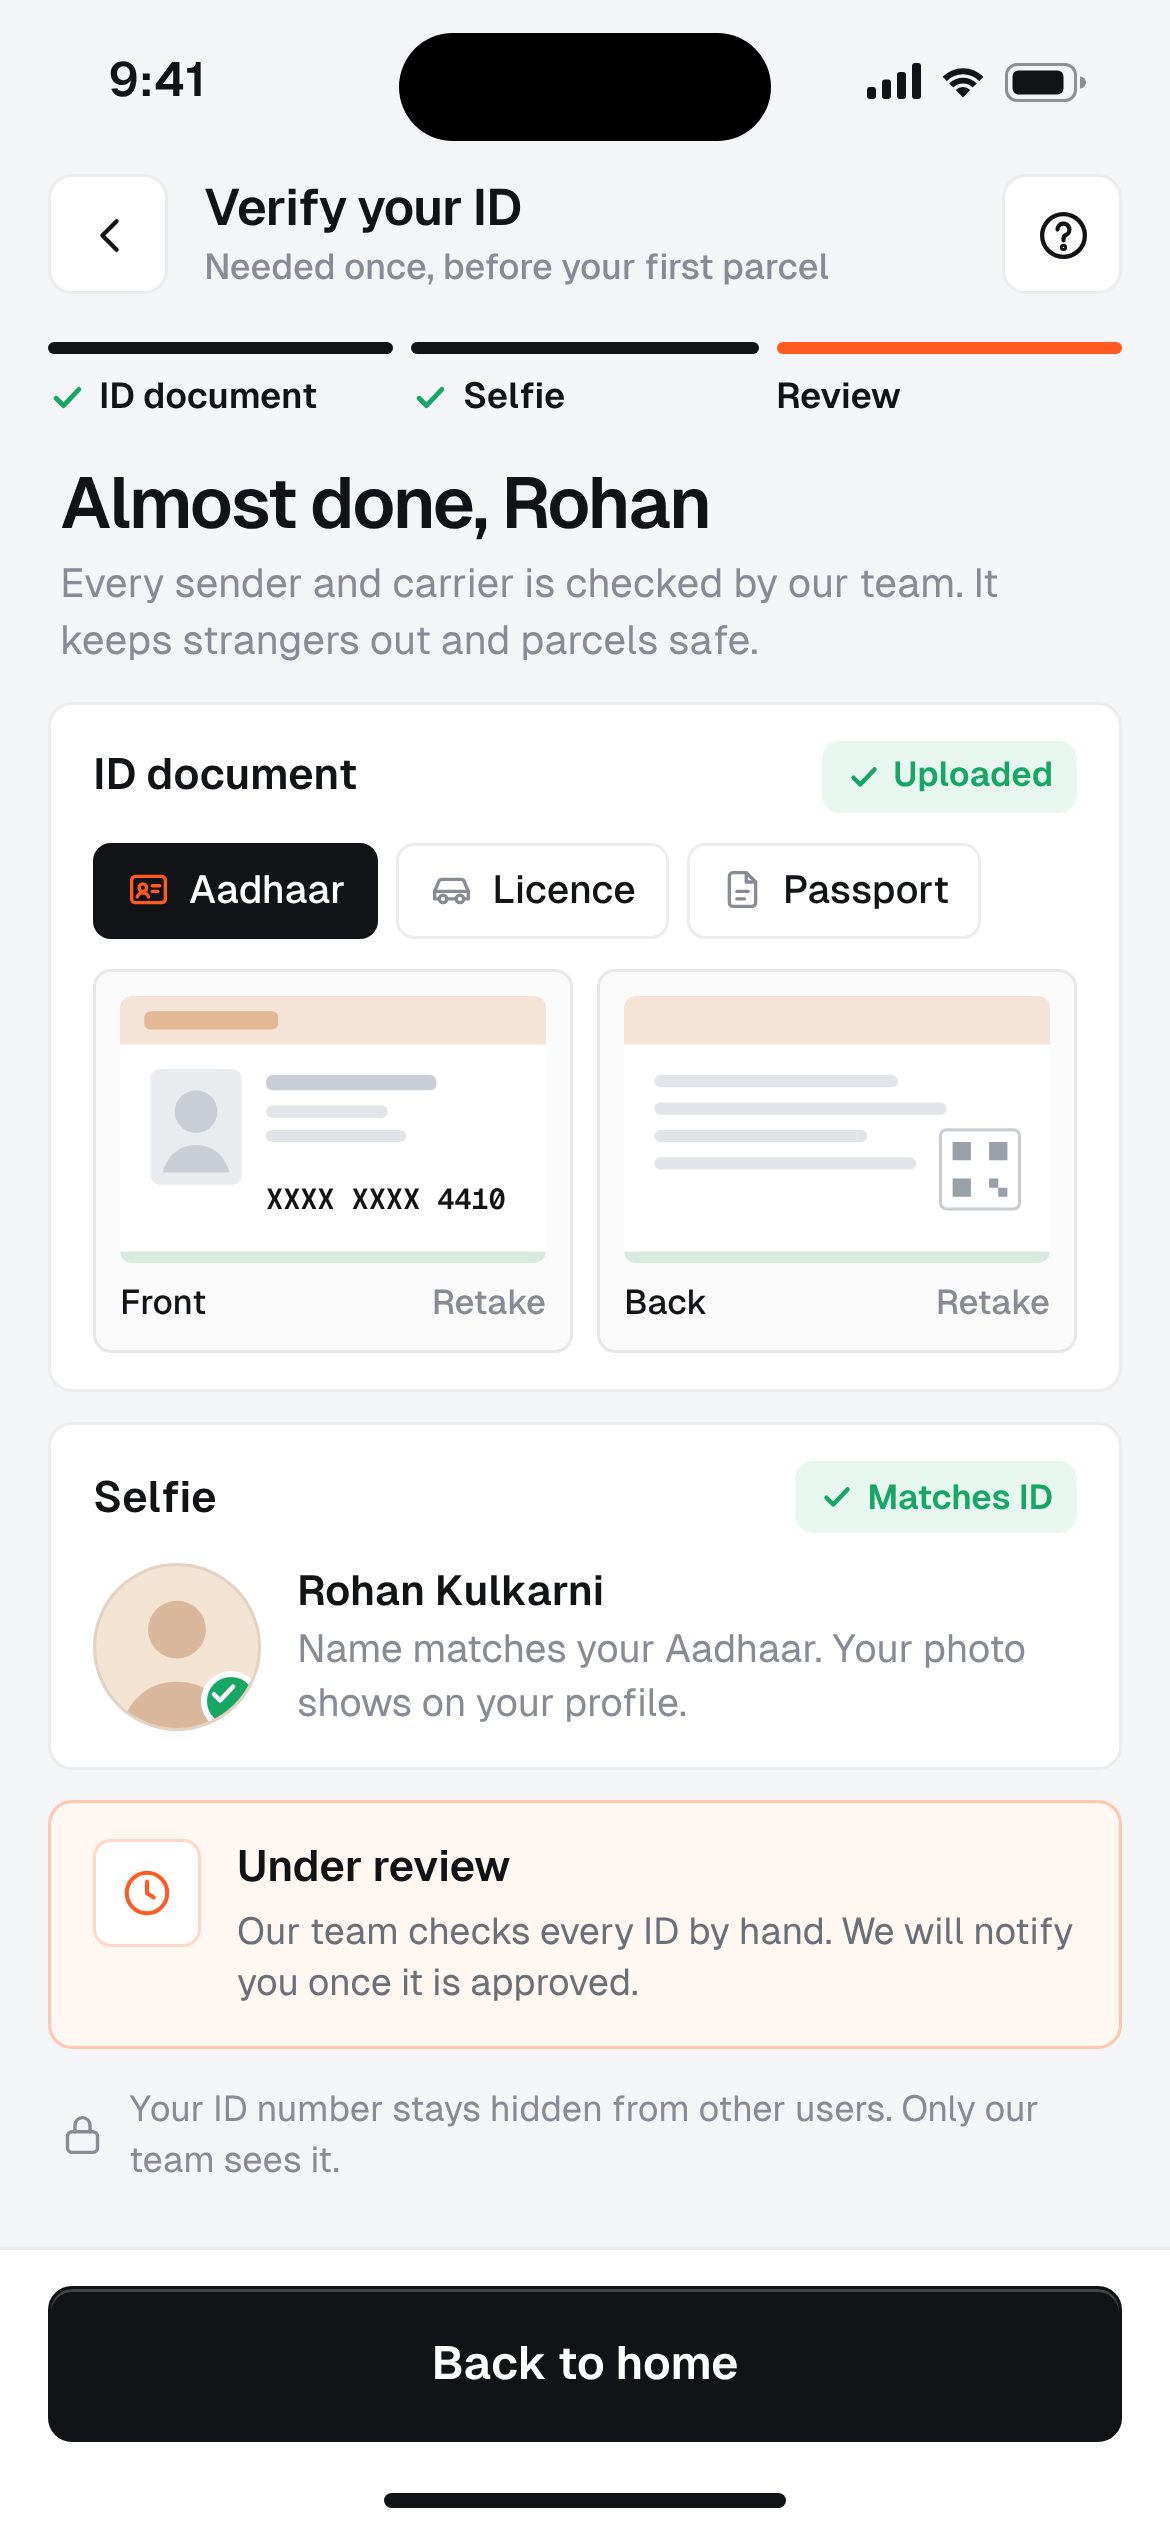 9:41
Verify your ID
Needed once, before your first parcel
ID document
Selfie
Review
Almost done, Rohan
Every sender and carrier is checked by our team. It
keeps strangers out and parcels safe.
ID document
Uploaded
Aadhaar
Licence
Passport
XXXX XXXX 4410
Front
Retake
Back
Retake
Selfie
Matches ID
Rohan Kulkarni
Name matches your Aadhaar. Your photo
shows on your profile.
Under review
Our team checks every ID by hand. We will notify
you once it is approved.
Your ID number stays hidden from other users. Only our
team sees it.
Back to home